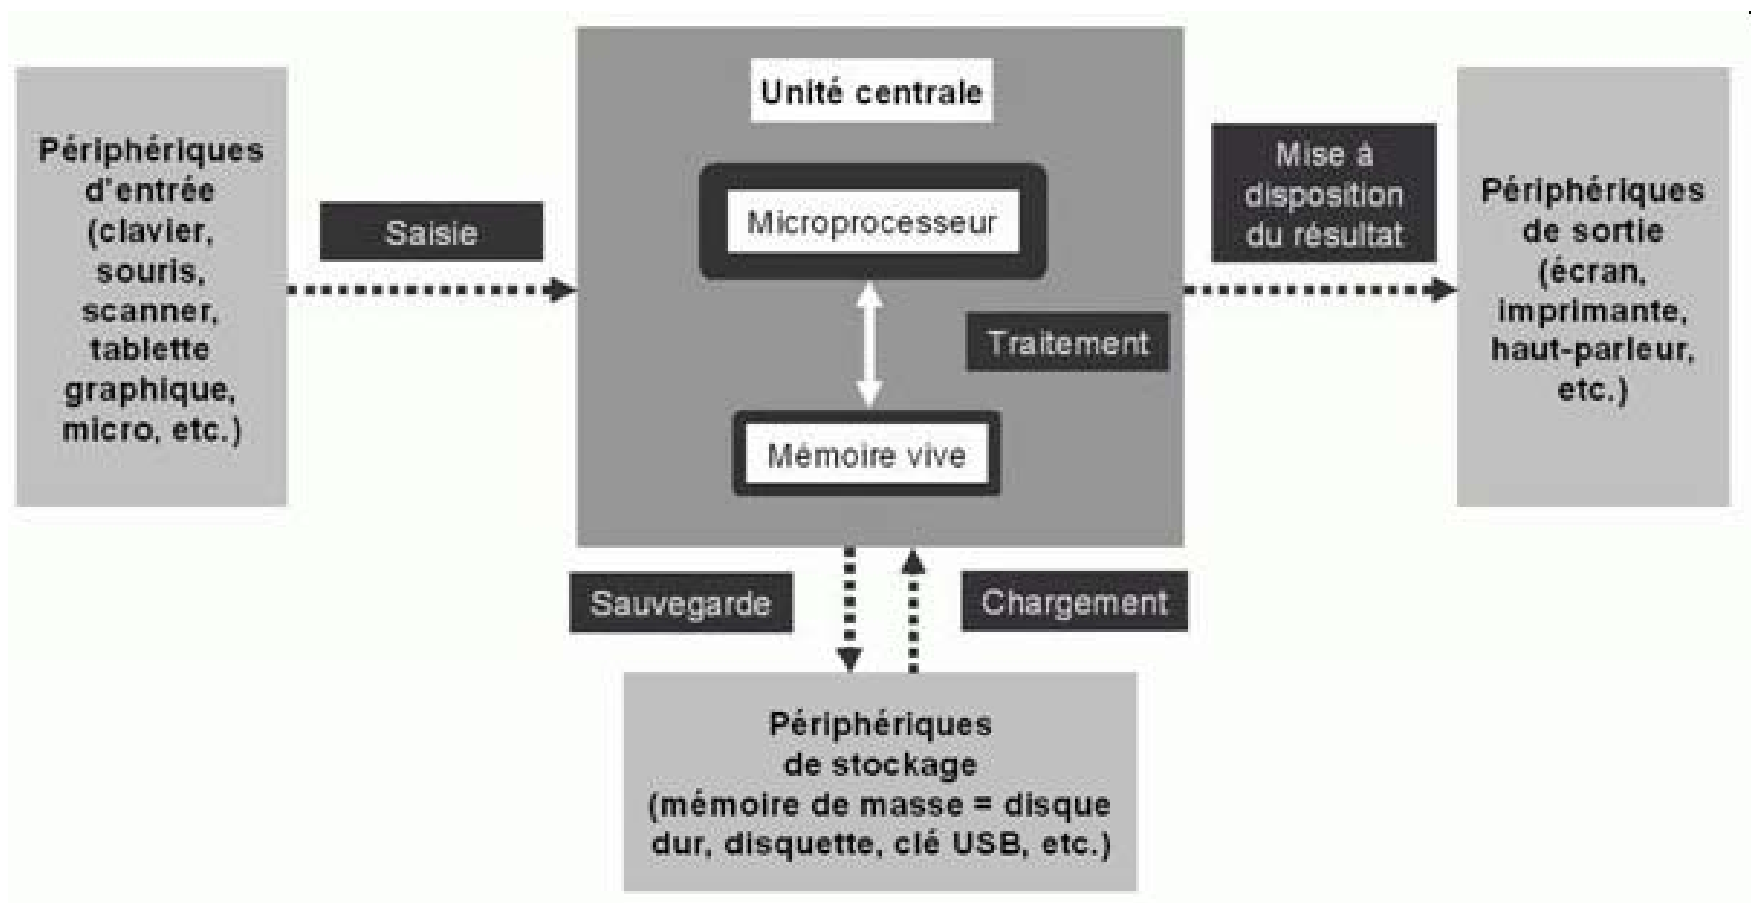 Périphériques
d'entrée
(clavier,
souris,
scanner,
tablette
graphique,
micro, etc.)
Saisie
Unité centrale
Microprocesseur
Traitement
Mémoire vive
Mise à
disposition
du résultat
Périphériques
de sortie
(écran,
imprimante,
haut-parleur,
etc.)
Sauvegarde
Chargement
Périphériques
de stockage
(mémoire de masse = disque
dur, disquette, clé USB, etc.)